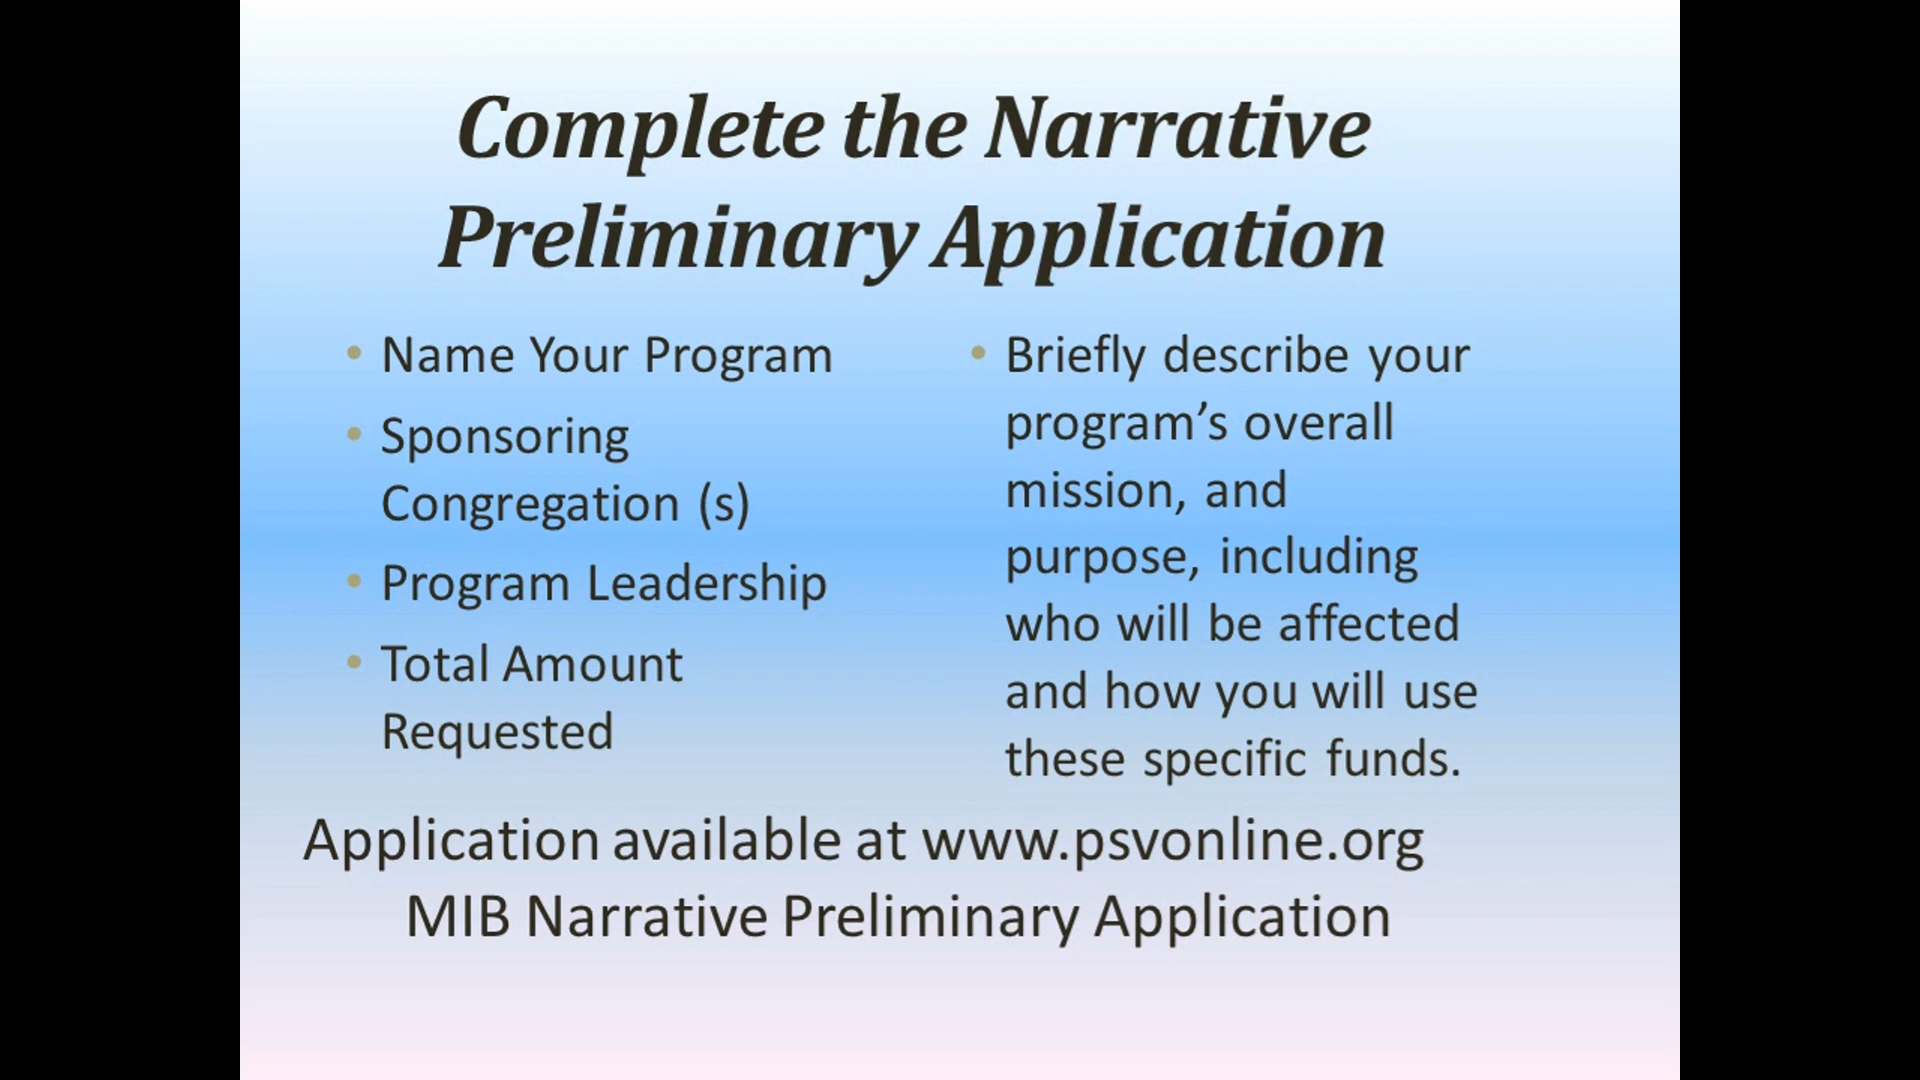 Complete the Narrative
Preliminary Application
• Name Your Program
• Sponsoring
Congregation (s)
• Program Leadership
• Total Amount
Requested
• Briefly describe your
program’s overall
mission, and
purpose, including
who will be affected
and how you will use
these specific funds.
Application available at www.psvonline.org
MIB Narrative Preliminary Application